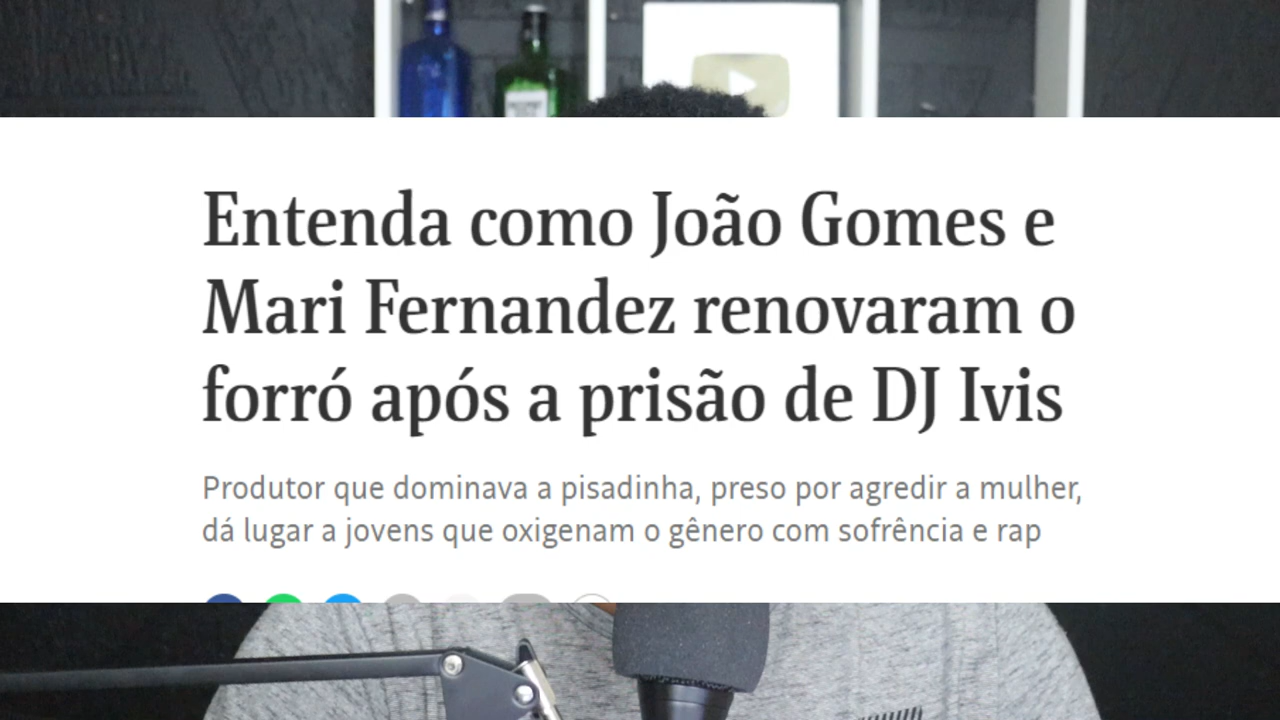 Entenda como João Gomes e
Mari Fernandez renovaram o
forró após a prisão de DJ Ivis
Produtor que dominava a pisadinha, preso por agredir a mulher,
dá lugar a jovens que oxigenam o gênero com sofrência e rap